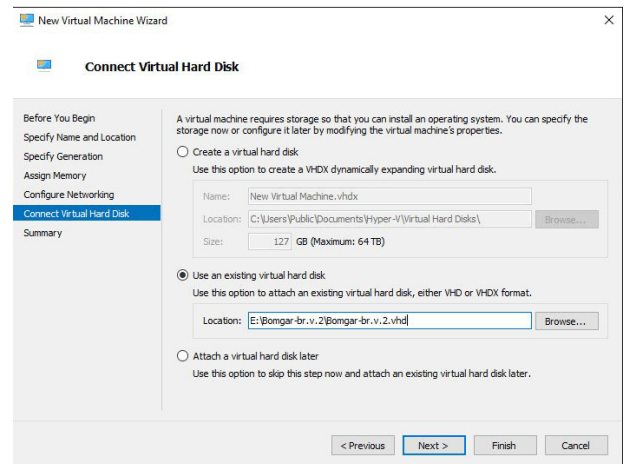 New Virtual Machine Wizard
Connect Virtual Hard Disk
Before You Begin
Specify Name and Location
Specify Generation
Assign Memory
Configure Networking
Connect Virtual Hard Disk
Summary
A virtual machine requires storage so that you can install an operating system. You can specify the
storage now or configure it later by modifying the virtual machine's properties.
Create a virtual hard disk
Use this option to create a VHDX dynamically expanding virtual hard disk.
Name: New Virtual Machine.vhdx
Location: C:\Users\Public\Documents\Hyper-V\Virtual Hard Disks\ Browse...
Size: 127 GB (Maximum: 64 TB)
Use an existing virtual hard disk
Use this option to attach an existing virtual hard disk, either VHD or VHDX format.
Location: E:\Bomgar-br.v.2\Bomgar-br.v.2.vhd Browse...
Attach a virtual hard disk later
Use this option to skip this step now and attach an existing virtual hard disk later.
< Previous Next > Finish Cancel